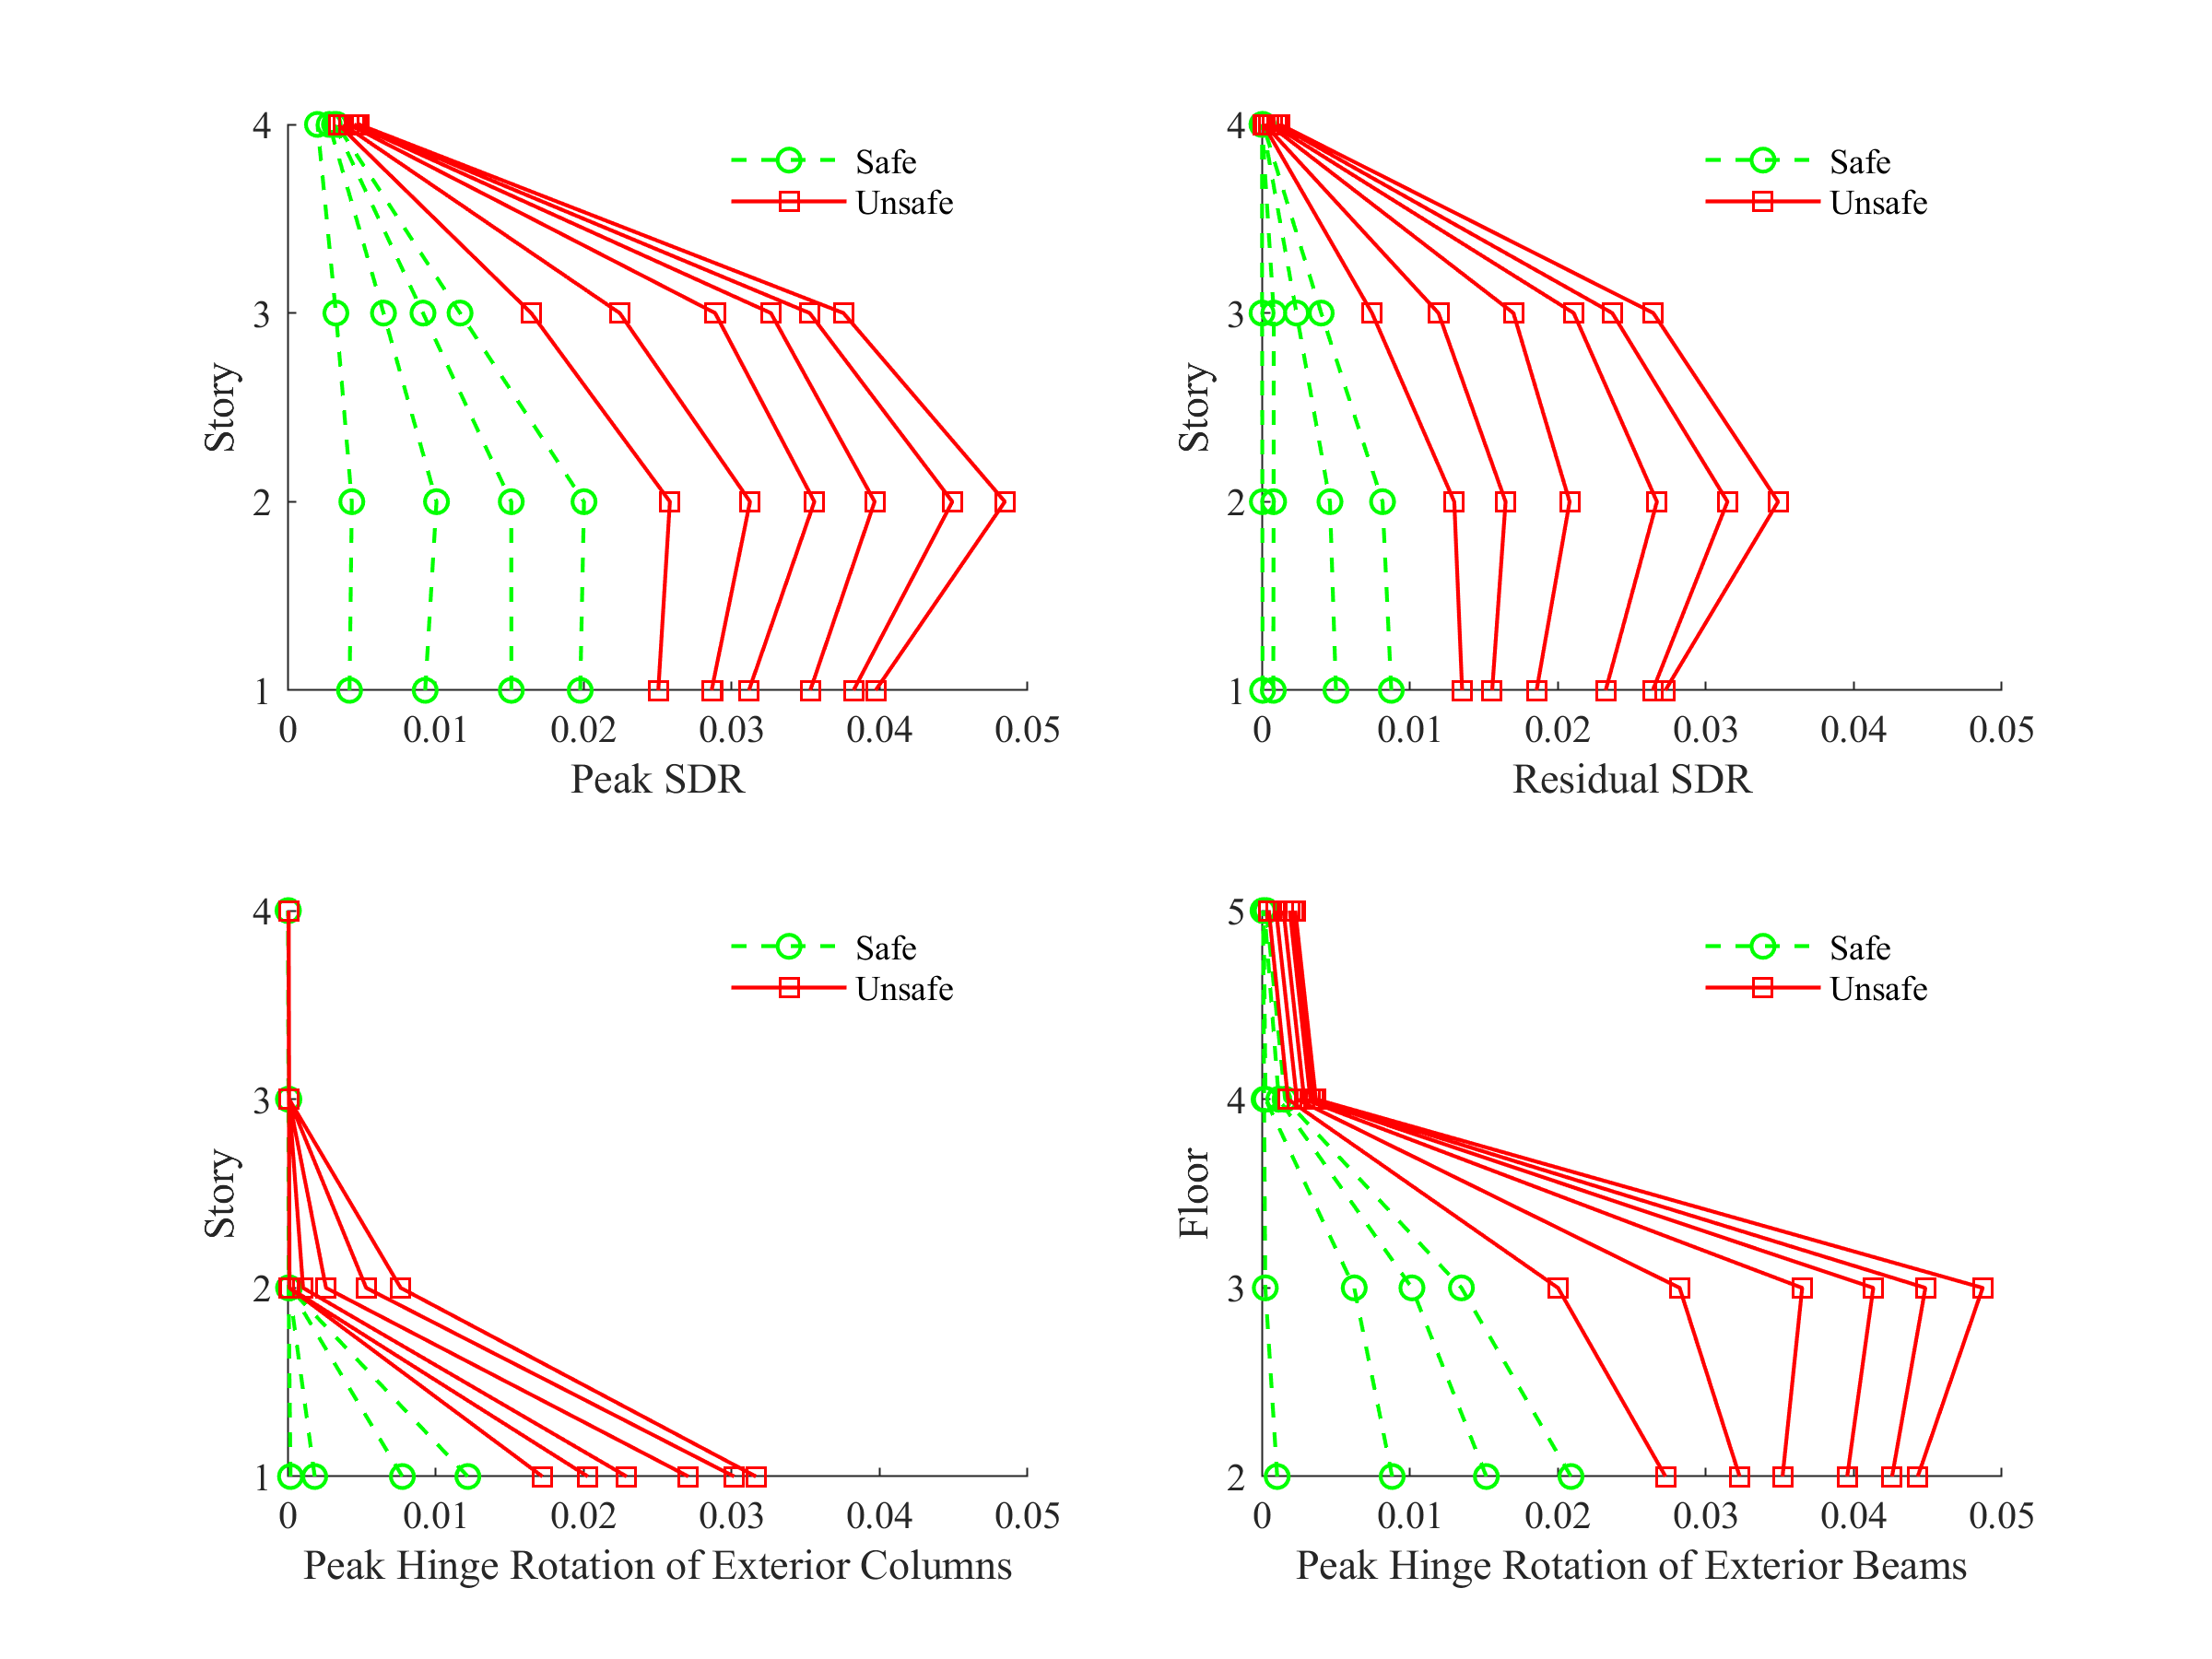 4
3
2
1
Story
0 0.01 0.02 0.03 0.04 0.05
Peak SDR
Safe
Unsafe
4
3
2
1
Story
0 0.01 0.02 0.03 0.04 0.05
Residual SDR
Safe
Unsafe
4
3
2
1
Story
0 0.01 0.02 0.03 0.04 0.05
Peak Hinge Rotation of Exterior Columns
Safe
Unsafe
5
4
3
2
Floor
0 0.01 0.02 0.03 0.04 0.05
Peak Hinge Rotation of Exterior Beams
Safe
Unsafe